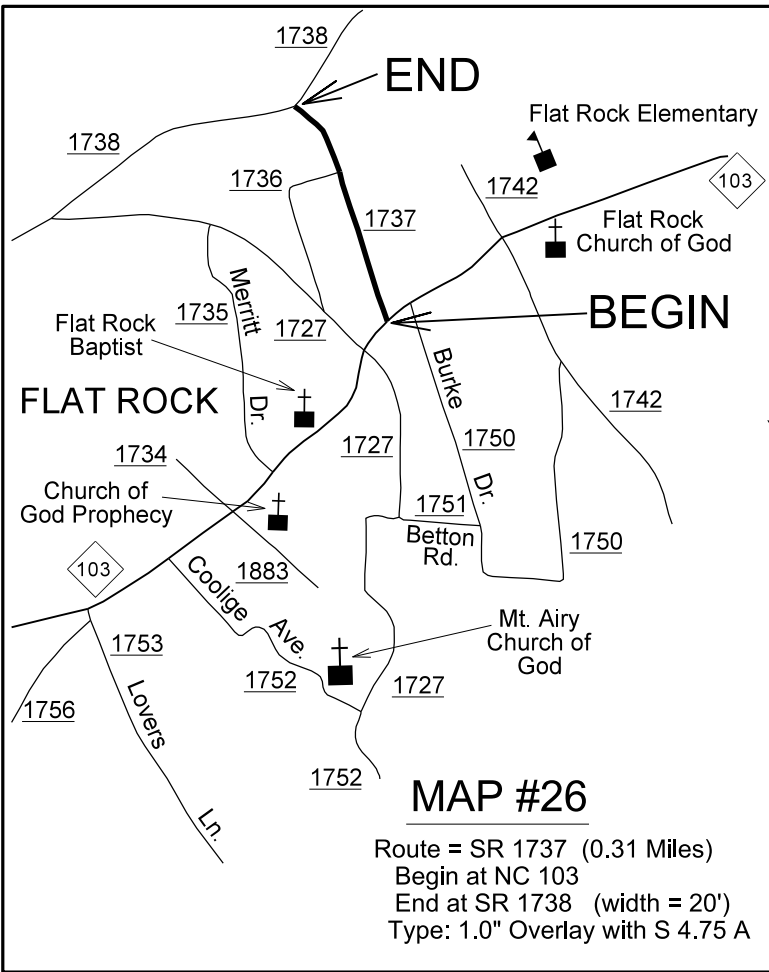 1738
END
Flat Rock Elementary
1738
1736
1742
103
1737
Flat Rock
Church of God
Merritt
Dr.
1735
1727
BEGIN
Flat Rock
Baptist
Burke
Dr.
FLAT ROCK
1742
1734
1727
1750
Church of
God Prophecy
1751
Betton
Rd.
1750
103
1883
Coolige
Ave.
Mt. Airy
Church of
God
1753
1752
1727
1756
Lovers
Ln.
1752
MAP #26
Route = SR 1737 (0.31 Miles)
Begin at NC 103
End at SR 1738 (width = 20')
Type: 1.0" Overlay with S 4.75 A